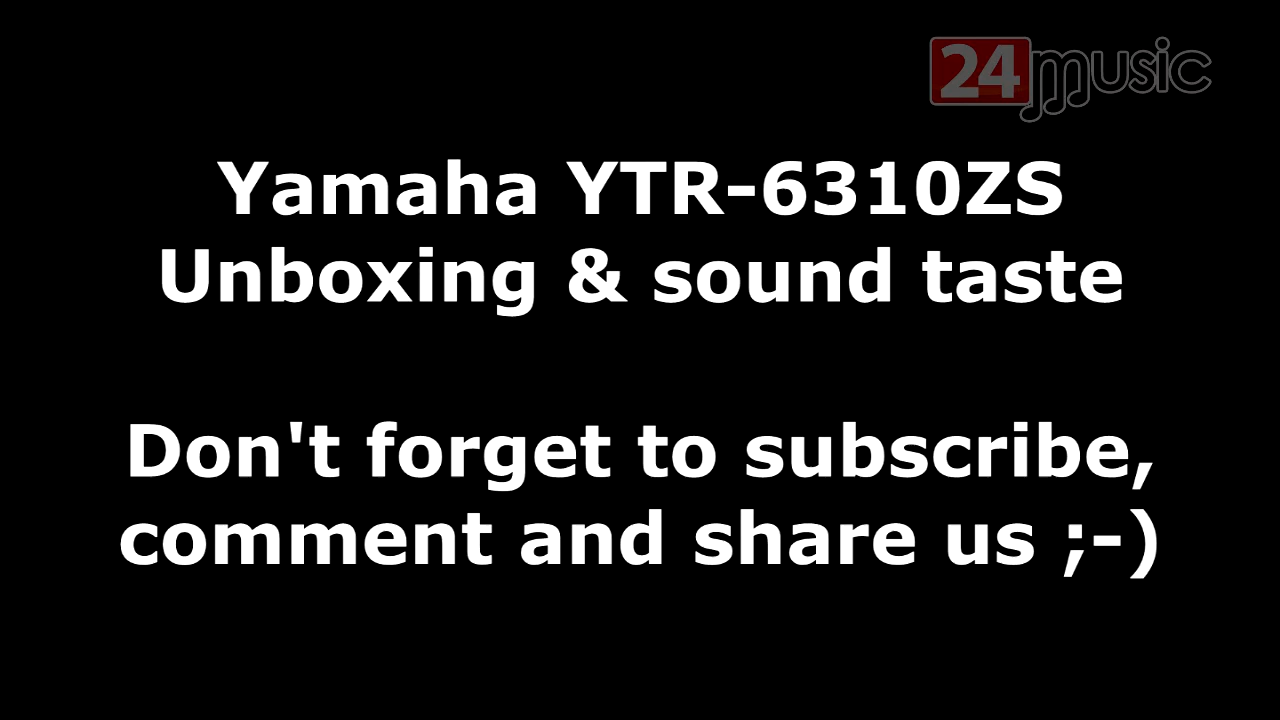 24music
Yamaha YTR-6310ZS
Unboxing & sound taste
Don't forget to subscribe,
comment and share us ;-)